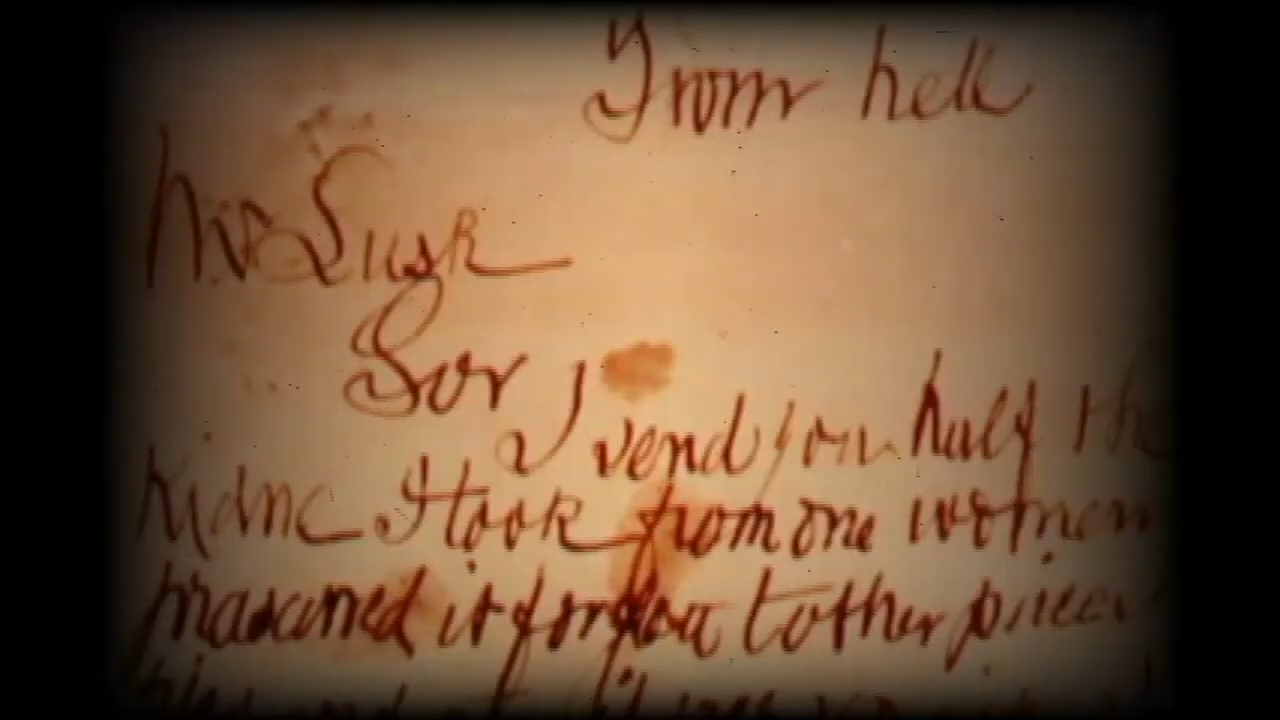 From hell
Mr Lusk
Sor
I send you half the
Kidne I took from one women
prasarved it for you tother piece